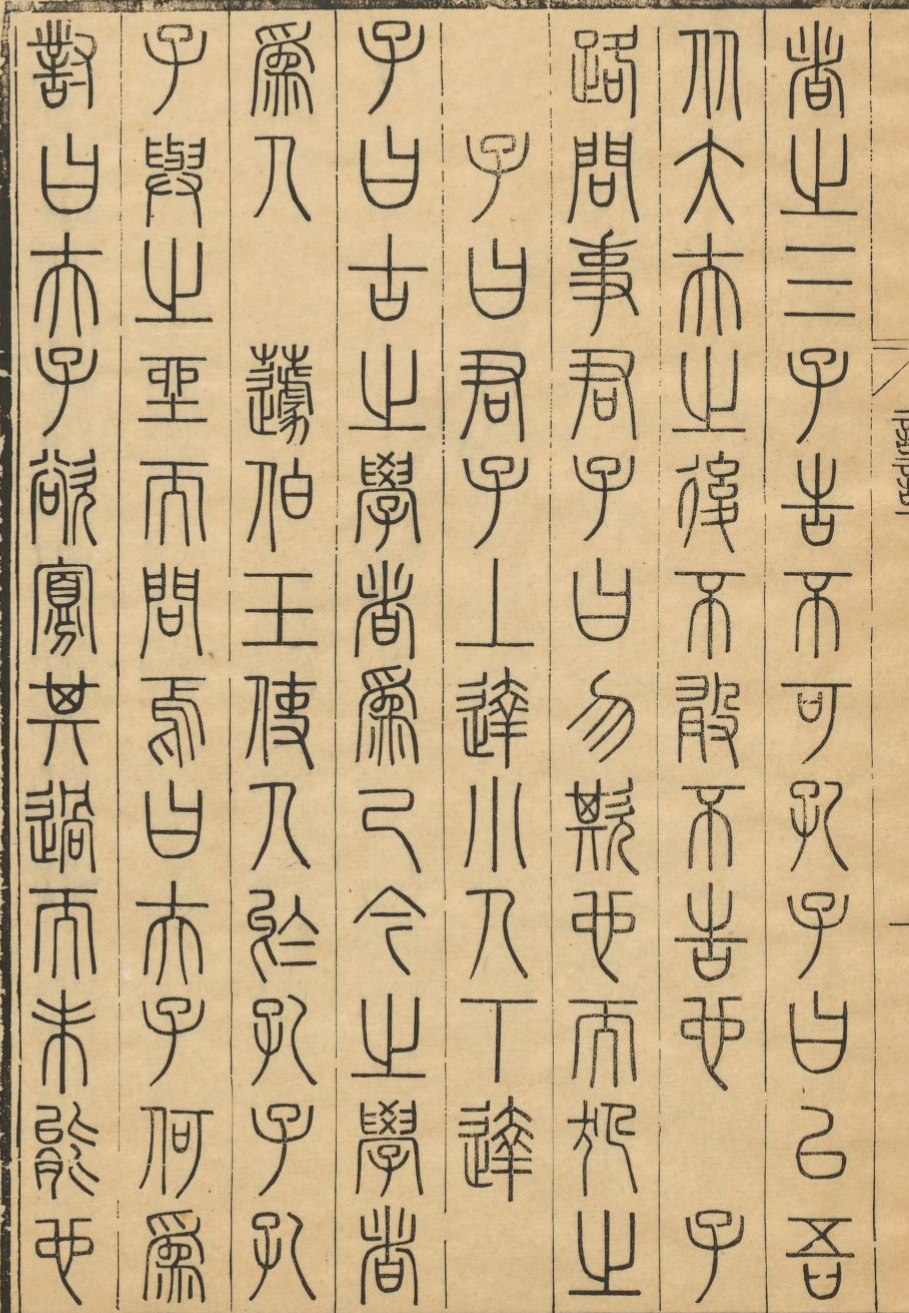 者之三子告不可孔子曰以吾
从大夫之後不敢不告也　子
路問事君子曰勿欺也而犯之
子曰君子上達小人下達
子曰古之學者爲己今之學者
爲人　蘧伯玉使人於孔子孔
子與之坐而問焉曰夫子何爲
對曰夫子欲寡其過而未能也